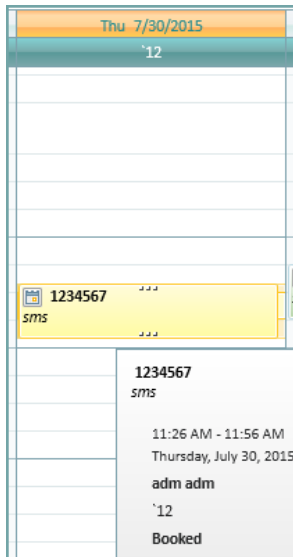 Thu 7/30/2015
`12
1234567
sms
1234567
sms
11:26 AM - 11:56 AM
Thursday, July 30, 2015
adm adm
`12
Booked